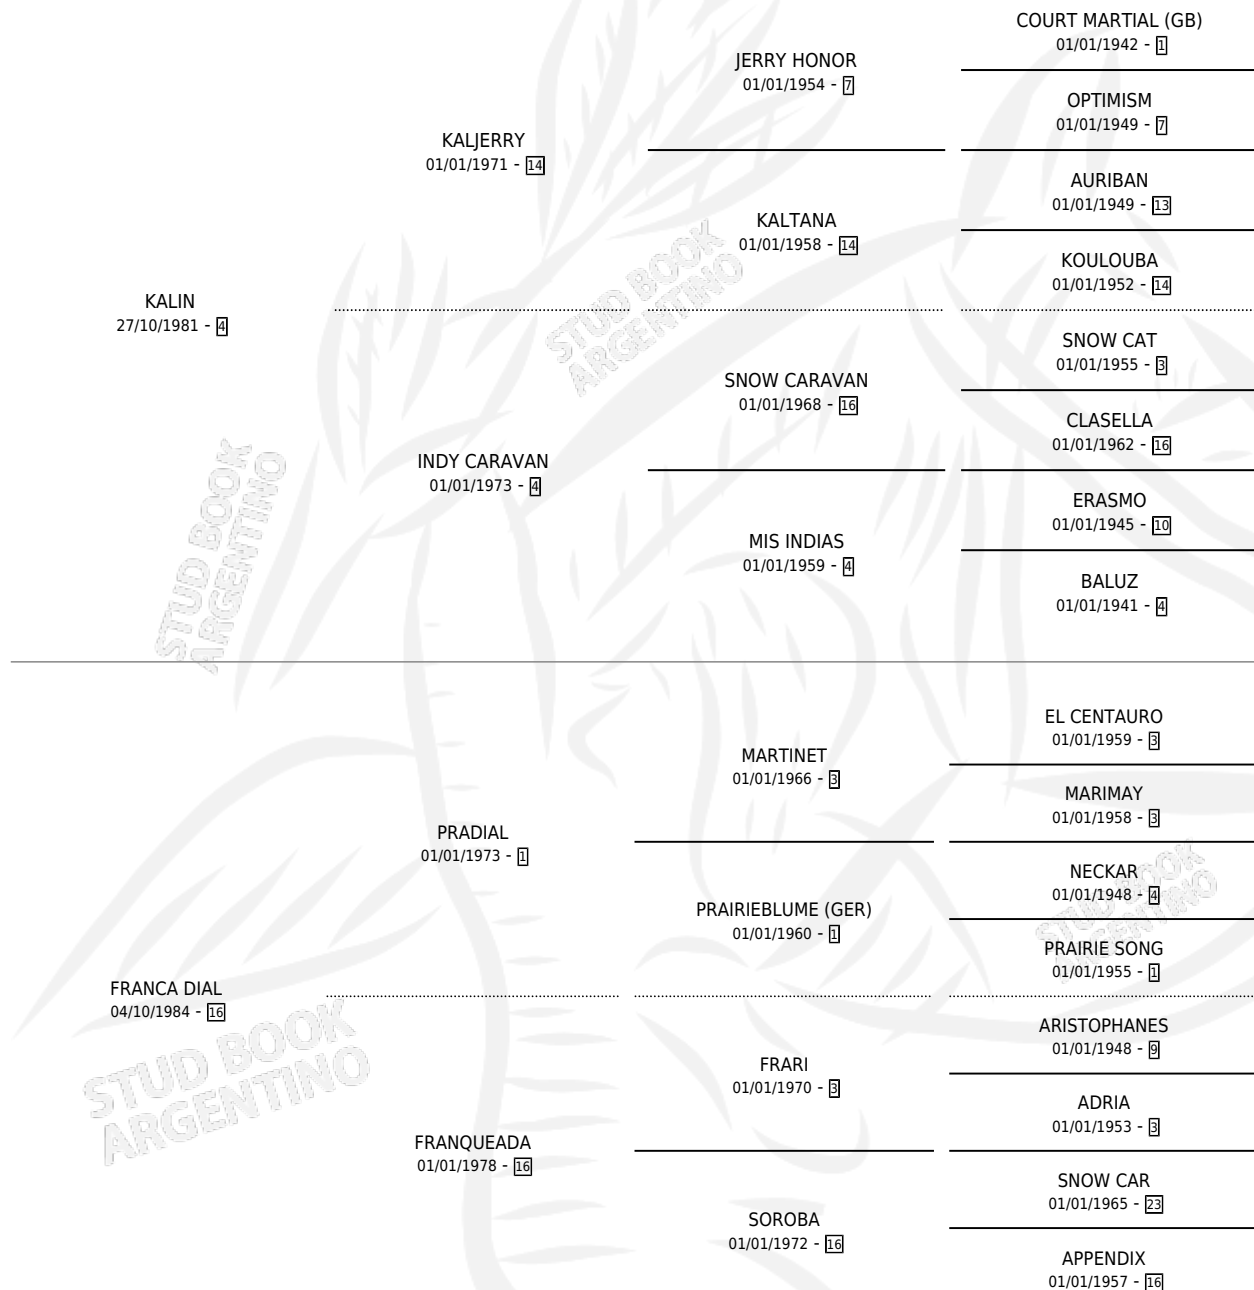 COURT MARTIAL (GB)
01/01/1942 - 1
JERRY HONOR
01/01/1954 - 7
OPTIMISM
01/01/1949 - 7
KALJERRY
01/01/1971 - 14
AURIBAN
01/01/1949 - 13
KALTANA
01/01/1958 - 14
KOULOUBA
01/01/1952 - 14
KALIN
27/10/1981 - 4
STUD BOOK
ARGENTINO
SNOW CAT
01/01/1955 - 3
SNOW CARAVAN
01/01/1968 - 16
CLASELLA
01/01/1962 - 16
INDY CARAVAN
01/01/1973 - 4
STUD BOOK
ARGENTINO
ERASMO
01/01/1945 - 10
MIS INDIAS
01/01/1959 - 4
BALUZ
01/01/1941 - 4
EL CENTAURO
01/01/1959 - 3
MARTINET
01/01/1966 - 3
MARIMAY
01/01/1958 - 3
PRADIAL
01/01/1973 - 1
NECKAR
01/01/1948 - 4
STUD BOOK
ARGENTINO
PRAIRIEBLUME (GER)
01/01/1960 - 1
PRAIRIE SONG
01/01/1955 - 1
FRANCA DIAL
04/10/1984 - 16
STUD BOOK
ARGENTINO
ARISTOPHANES
01/01/1948 - 9
FRARI
01/01/1970 - 3
ADRIA
01/01/1953 - 3
FRANQUEADA
01/01/1978 - 16
SNOW CAR
01/01/1965 - 23
SOROBA
01/01/1972 - 16
APPENDIX
01/01/1957 - 16